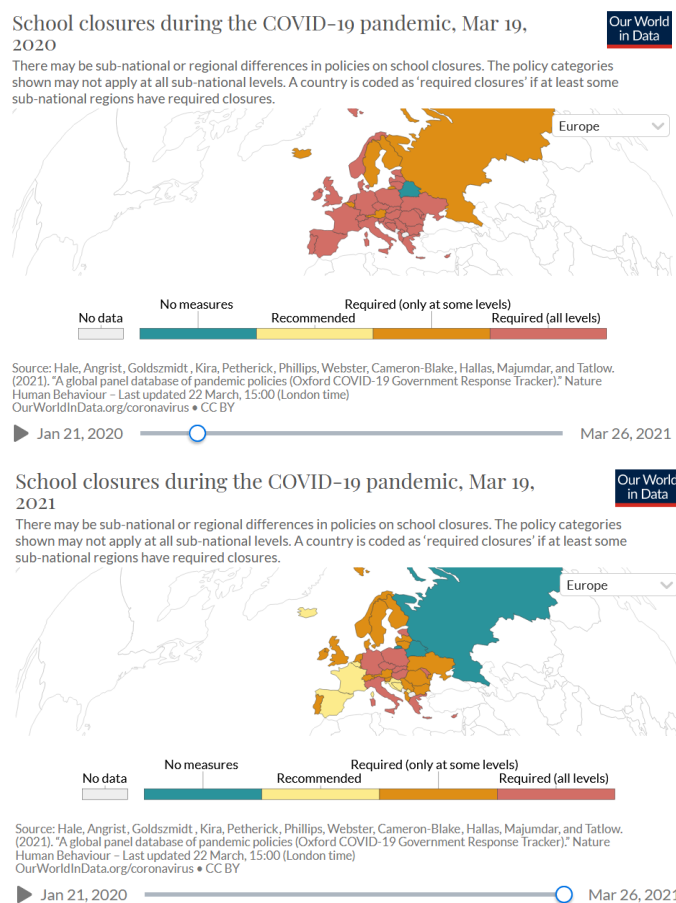 School closures during the COVID-19 pandemic, Mar 19,
2020
Our World
in Data
There may be sub-national or regional differences in policies on school closures. The policy categories
shown may not apply at all sub-national levels. A country is coded as 'required closures' if at least some
sub-national regions have required closures.
Europe
No measures
Required (only at some levels)
No data
Recommended
Required (all levels)
Source: Hale, Angrist, Goldszmidt , Kira, Petherick, Phillips, Webster, Cameron-Blake, Hallas, Majumdar, and Tatlow.
(2021). "A global panel database of pandemic policies (Oxford COVID-19 Government Response Tracker)." Nature
Human Behaviour – Last updated 22 March, 15:00 (London time)
OurWorldInData.org/coronavirus • CC BY
Jan 21, 2020
Mar 26, 2021
School closures during the COVID-19 pandemic, Mar 19,
2021
Our World
in Data
There may be sub-national or regional differences in policies on school closures. The policy categories
shown may not apply at all sub-national levels. A country is coded as 'required closures' if at least some
sub-national regions have required closures.
Europe
No measures
Required (only at some levels)
No data
Recommended
Required (all levels)
Source: Hale, Angrist, Goldszmidt , Kira, Petherick, Phillips, Webster, Cameron-Blake, Hallas, Majumdar, and Tatlow.
(2021). "A global panel database of pandemic policies (Oxford COVID-19 Government Response Tracker)." Nature
Human Behaviour – Last updated 22 March, 15:00 (London time)
OurWorldInData.org/coronavirus • CC BY
Jan 21, 2020
Mar 26, 2021